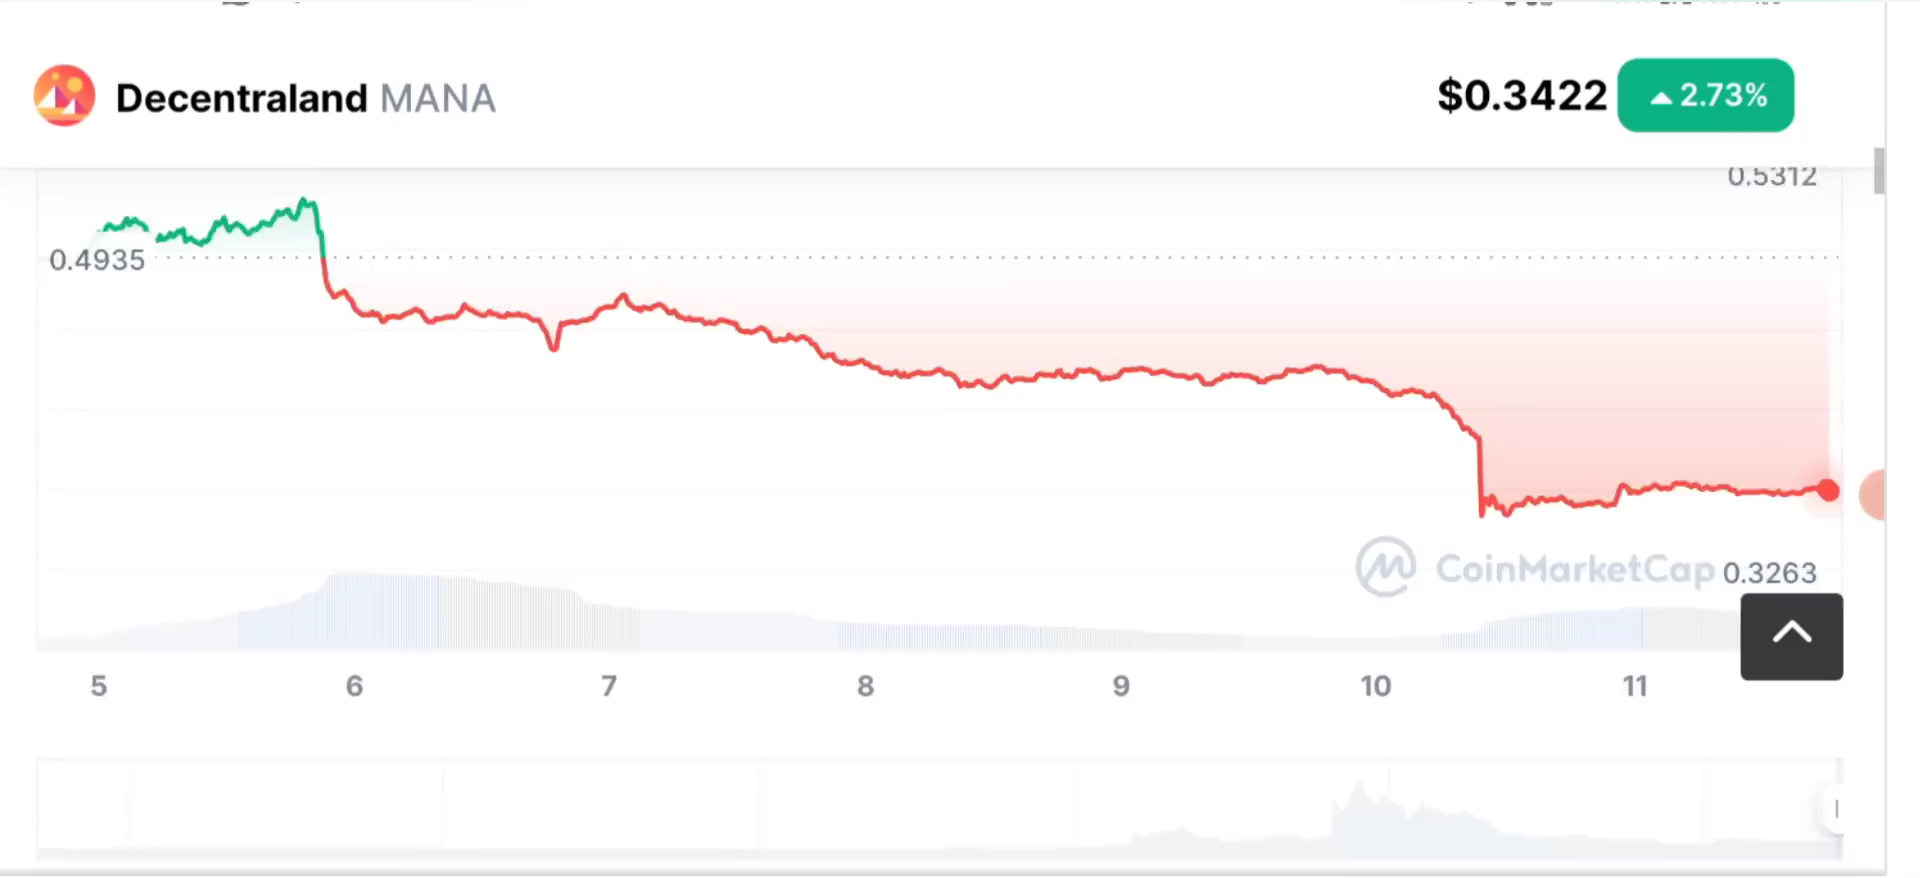 Decentraland MANA
$0.3422 2.73%
0.5312
0.4935
CoinMarketCap 0.3263
5 6 7 8 9 10 11